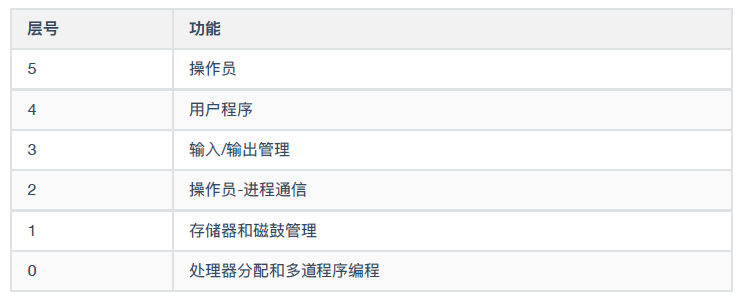 层号 功能
5 操作员
4 用户程序
3 输入/输出管理
2 操作员-进程通信
1 存储器和磁鼓管理
0 处理器分配和多道程序编程